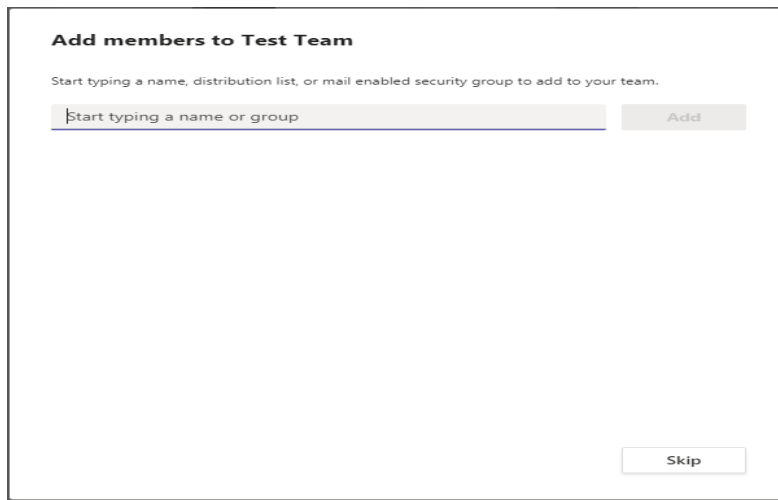 Add members to Test Team
Start typing a name, distribution list, or mail enabled security group to add to your team.
Start typing a name or group
Add
Skip